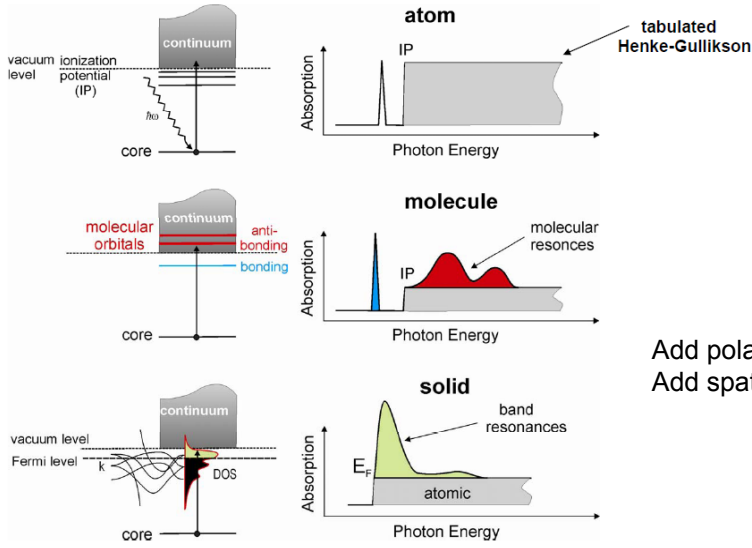 atom
tabulated
Henke-Gullikson
continuum
vacuum
level
ionization
potential
(IP)
ħω
core
IP
Absorption
Photon Energy
molecule
continuum
molecular
orbitals
anti-
bonding
bonding
core
molecular
resonces
IP
Absorption
Photon Energy
Add pola
Add spat
solid
continuum
vacuum level
Fermi level
k
DOS
core
band
resonances
E_F
atomic
Absorption
Photon Energy